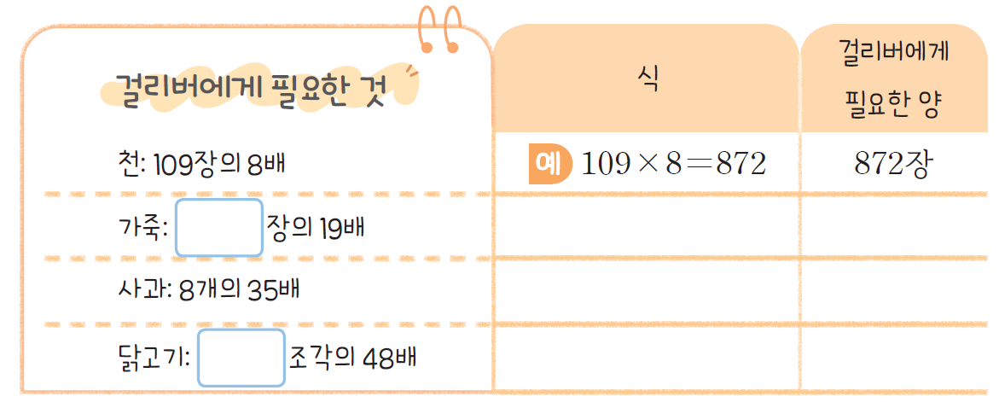 걸리버에게 필요한 것
식
걸리버에게
필요한 양
천: 109장의 8배
예 109×8=872
872장
가죽: 장의 19배
사과: 8개의 35배
닭고기: 조각의 48배